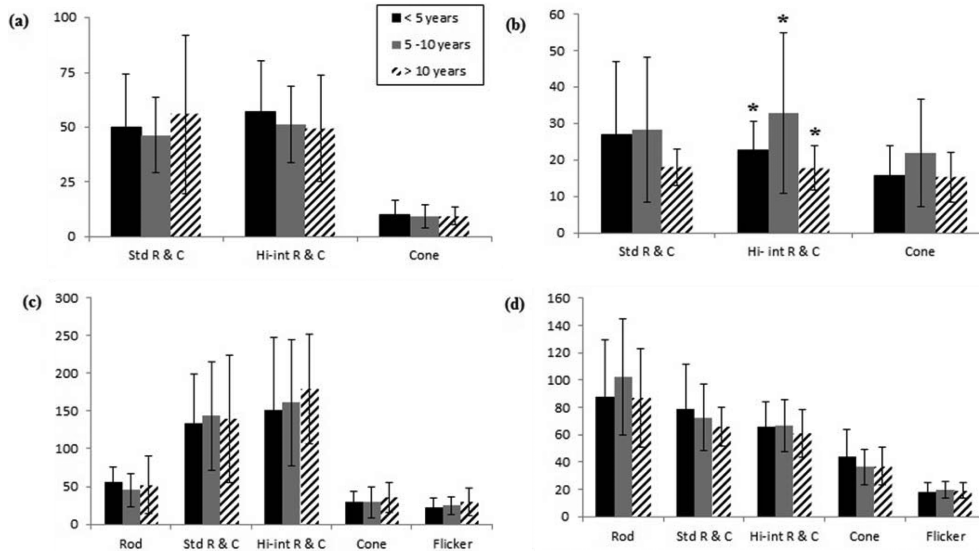 (a)
100
75
50
25
0
< 5 years
5 -10 years
> 10 years
Std R & C
Hi-int R & C
Cone
(b)
60
50
40
30
20
10
0
*
*
*
Std R & C
Hi- int R & C
Cone
(c)
300
250
200
150
100
50
0
Rod
Std R & C
Hi-int R & C
Cone
Flicker
(d)
160
140
120
100
80
60
40
20
0
Rod
Std R & C
Hi-int R & C
Cone
Flicker